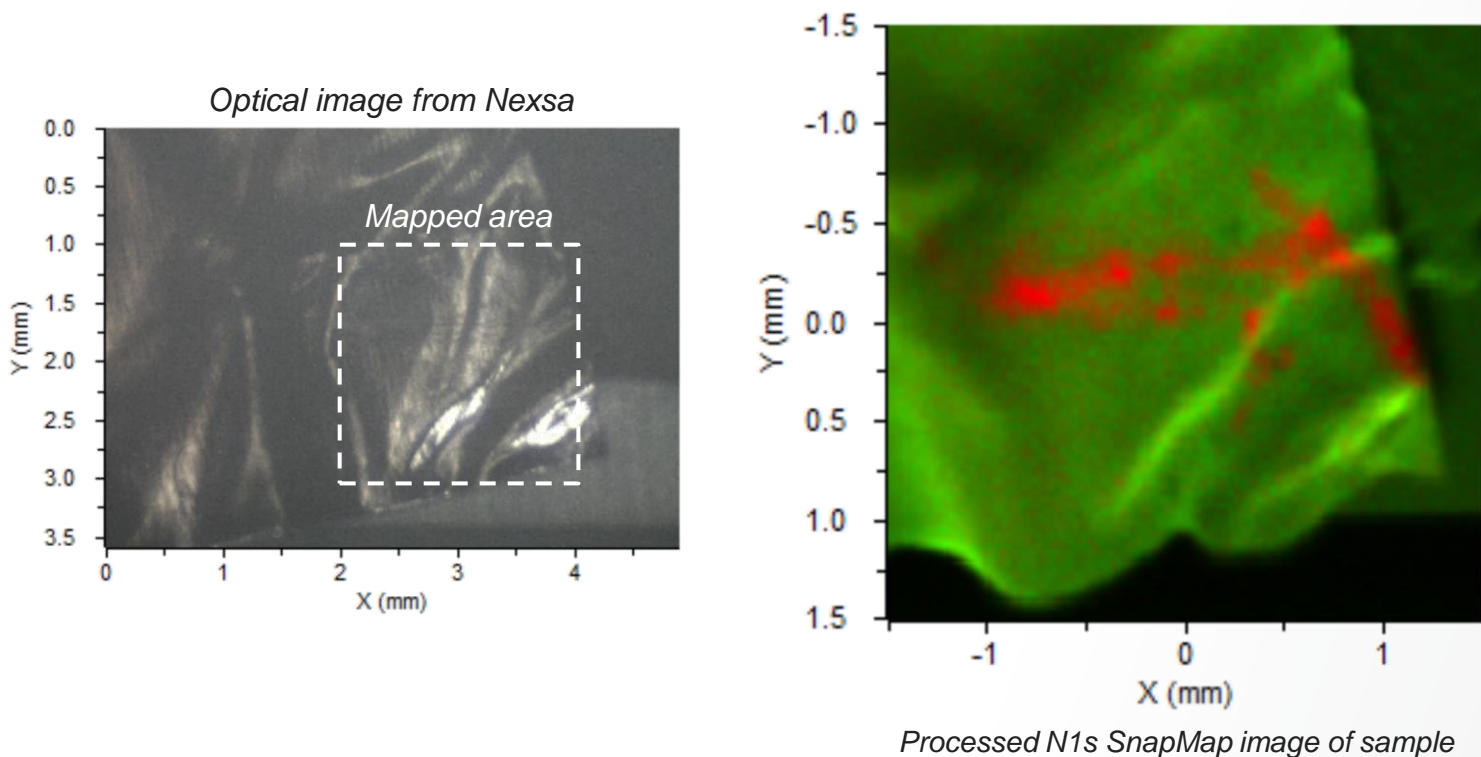 Optical image from Nexsa
0.0
0.5
Mapped area
1.0
1.5
2.0
2.5
3.0
3.5
Y (mm)
0 1 2 3 4
X (mm)
-1.5
-1.0
-0.5
0.0
0.5
1.0
1.5
Y (mm)
-1 0 1
X (mm)
Processed N1s SnapMap image of sample